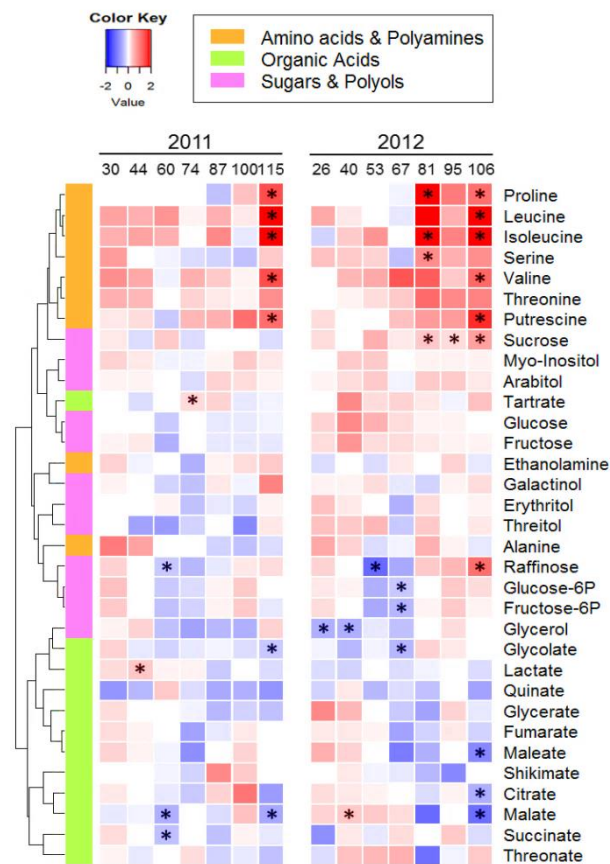 Color Key
-2 0 2
Value
Amino acids & Polyamines
Organic Acids
Sugars & Polyols
2011 2012
30 44 60 74 87 100 115 26 40 53 67 81 95 106
* * * Proline
* * Leucine
* * * Isoleucine
* Serine
* * Valine
Threonine
* * Putrescine
* * * Sucrose
Myo-Inositol
Arabitol
* Tartrate
Glucose
Fructose
Ethanolamine
Galactinol
Erythritol
Threitol
Alanine
* * * Raffinose
* Glucose-6P
* Fructose-6P
* * Glycerol
* * Glycolate
* Lactate
Quinate
Glycerate
Fumarate
* Maleate
Shikimate
* Citrate
* * * * Malate
* Succinate
Threonate